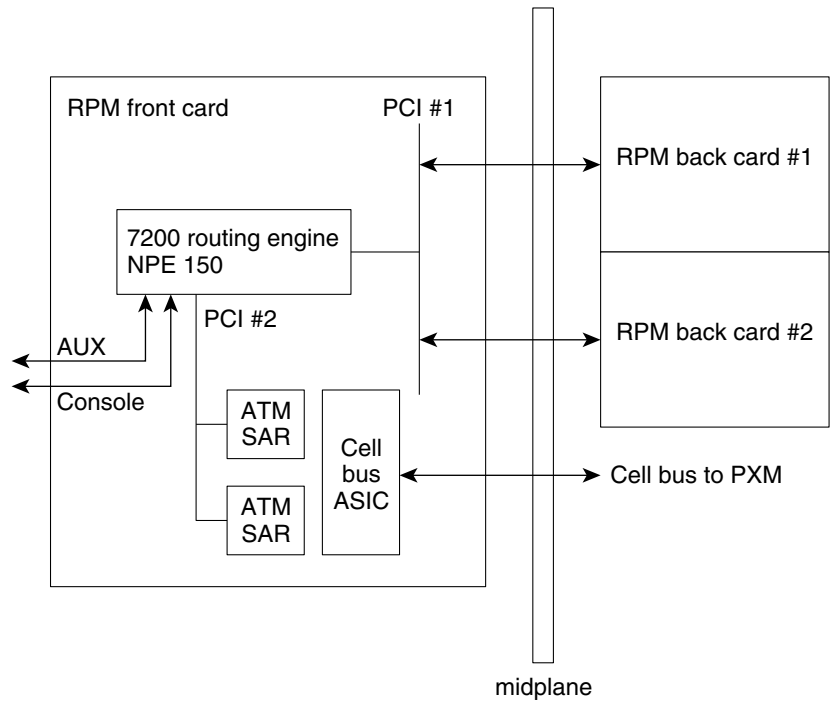 RPM front card
PCI #1
RPM back card #1
7200 routing engine
NPE 150
PCI #2
RPM back card #2
AUX
Console
ATM
SAR
Cell
bus
ASIC
Cell bus to PXM
ATM
SAR
midplane